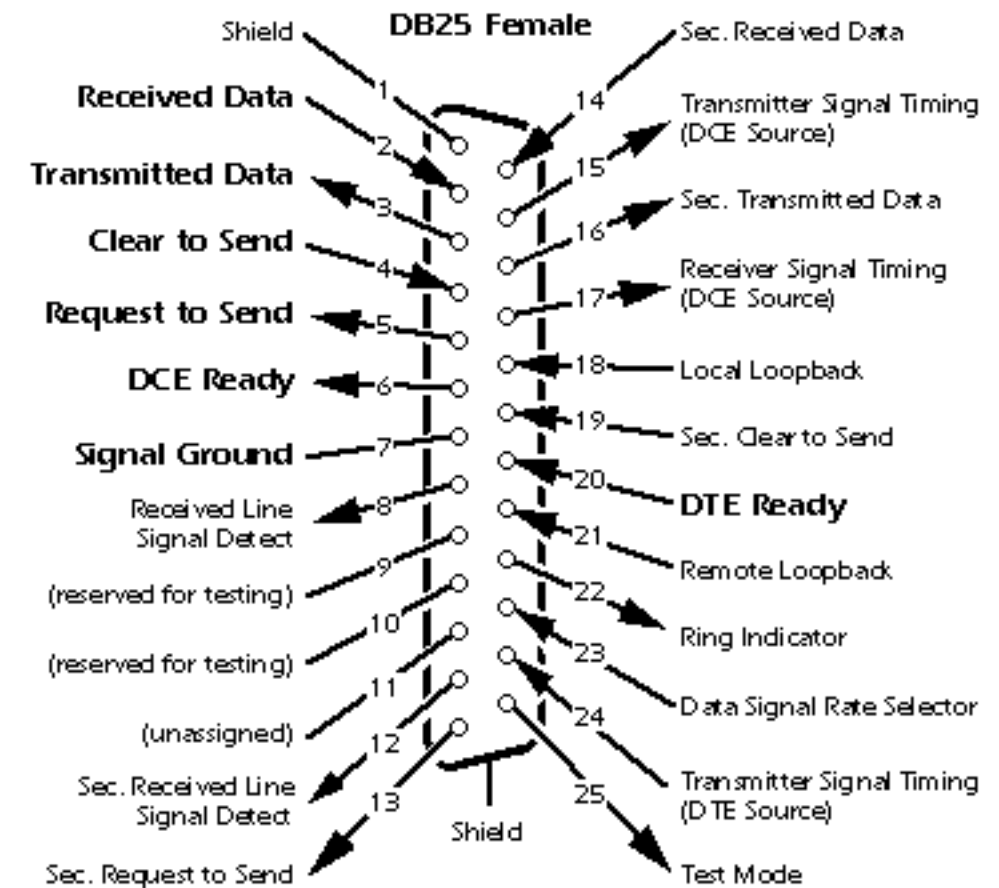 DB25 Female
Shield
1
Received Data
2
Transmitted Data
3
Clear to Send
4
Request to Send
5
DCE Ready
6
Signal Ground
7
Received Line
Signal Detect
8
(reserved for testing)
9
(reserved for testing)
10
(unassigned)
11
Sec. Received Line
Signal Detect
12
Sec. Request to Send
13
Sec. Received Data
14
Transmitter Signal Timing
(DCE Source)
15
Sec. Transmitted Data
16
Receiver Signal Timing
(DCE Source)
17
Local Loopback
18
Sec. Clear to Send
19
DTE Ready
20
Remote Loopback
21
Ring Indicator
22
Data Signal Rate Selector
23
Transmitter Signal Timing
(DTE Source)
24
Test Mode
25
Shield